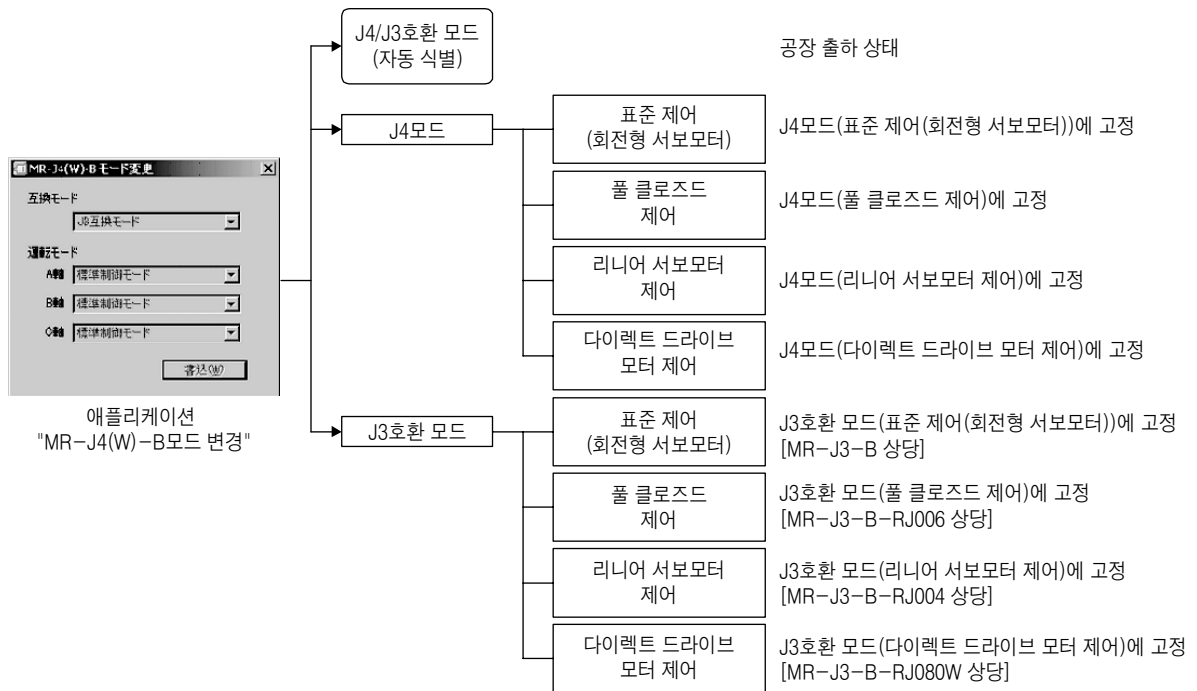 J4/J3호환 모드
(자동 식별)
공장 출하 상태
J4모드
표준 제어
(회전형 서보모터)
J4모드(표준 제어(회전형 서보모터))에 고정
풀 클로즈드
제어
J4모드(풀 클로즈드 제어)에 고정
리니어 서보모터
제어
J4모드(리니어 서보모터 제어)에 고정
다이렉트 드라이브
모터 제어
J4모드(다이렉트 드라이브 모터 제어)에 고정
MR-J4(W)-Bモード変更
互換モード
J3互換モード
運転モード
A軸 標準制御モード
B軸 標準制御モード
C軸 標準制御モード
書込(W)
애플리케이션
"MR-J4(W)-B모드 변경"
J3호환 모드
표준 제어
(회전형 서보모터)
J3호환 모드(표준 제어(회전형 서보모터))에 고정
[MR-J3-B 상당]
풀 클로즈드
제어
J3호환 모드(풀 클로즈드 제어)에 고정
[MR-J3-B-RJ006 상당]
리니어 서보모터
제어
J3호환 모드(리니어 서보모터 제어)에 고정
[MR-J3-B-RJ004 상당]
다이렉트 드라이브
모터 제어
J3호환 모드(다이렉트 드라이브 모터 제어)에 고정
[MR-J3-B-RJ080W 상당]